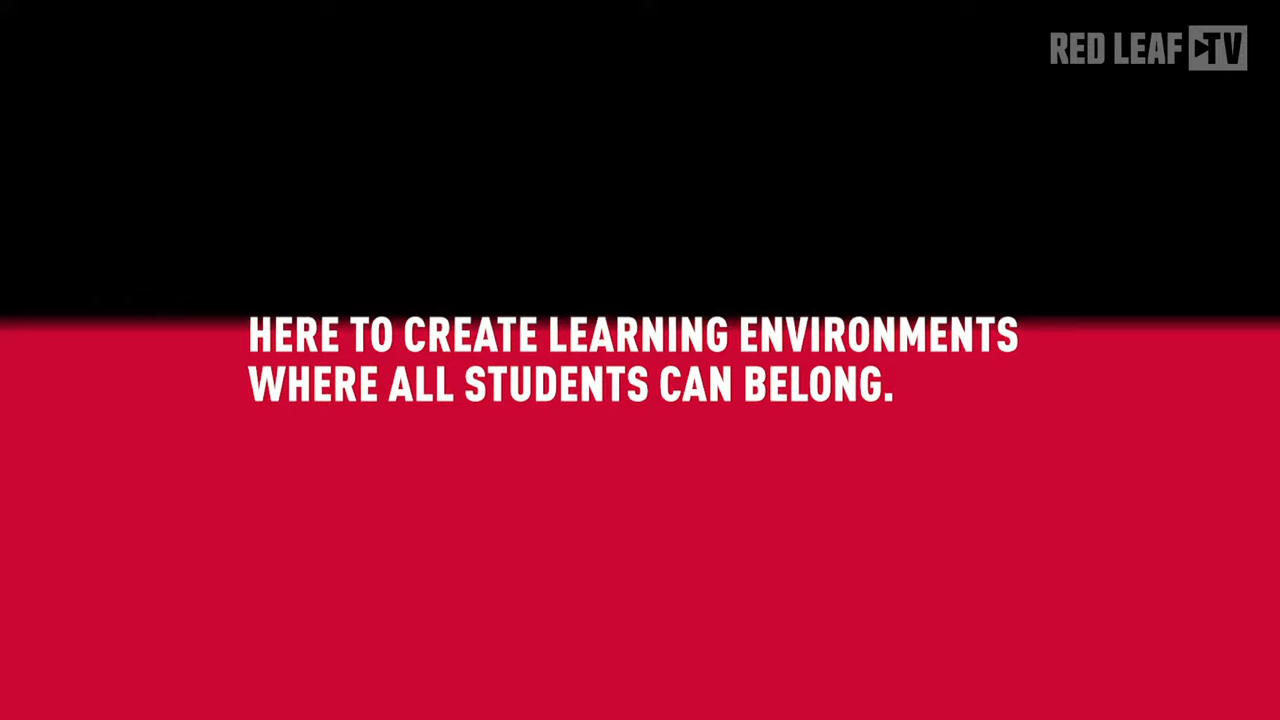 RED LEAF TV
HERE TO CREATE LEARNING ENVIRONMENTS
WHERE ALL STUDENTS CAN BELONG.